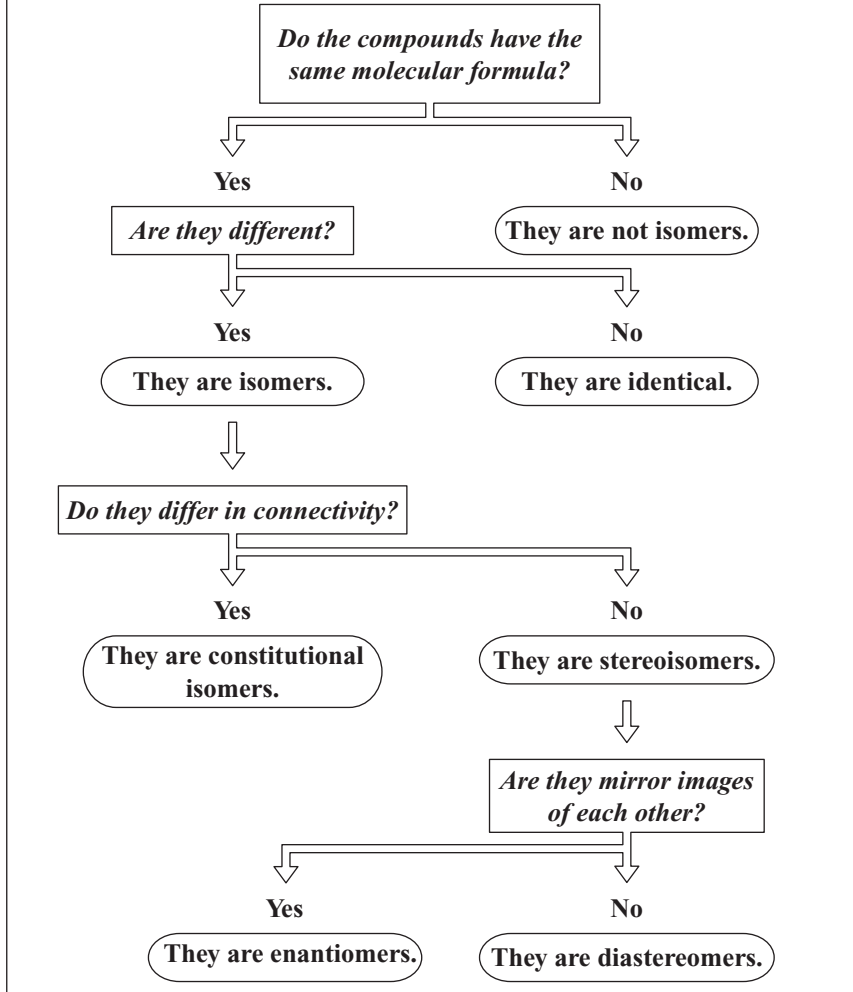 Do the compounds have the
same molecular formula?
Yes
No
Are they different?
They are not isomers.
Yes
No
They are isomers.
They are identical.
Do they differ in connectivity?
Yes
No
They are constitutional
isomers.
They are stereoisomers.
Are they mirror images
of each other?
Yes
No
They are enantiomers.
They are diastereomers.